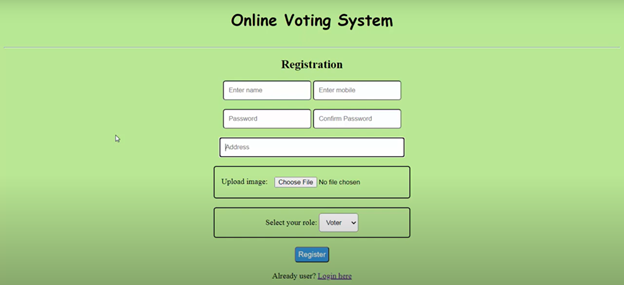 Online Voting System
Registration
Enter name Enter mobile
Password Confirm Password
Address
Upload image: Choose File No file chosen
Select your role: Voter
Register
Already user? Login here